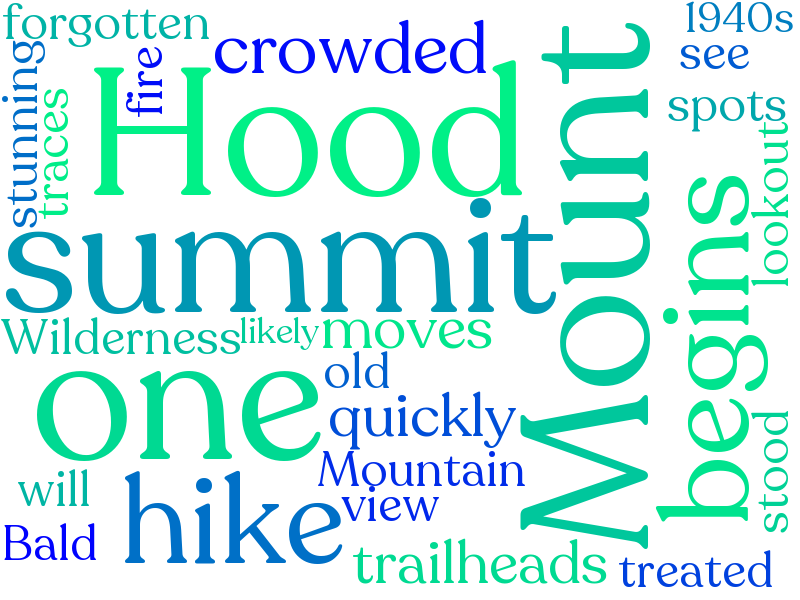 forgotten
crowded
1940s
see
stunning
traces
fire
Hood
spots
lookout
summit
Mount
begins
Wilderness
likely
moves
one
old
quickly
Mountain
view
will
hike
Bald
stood
trailheads
treated